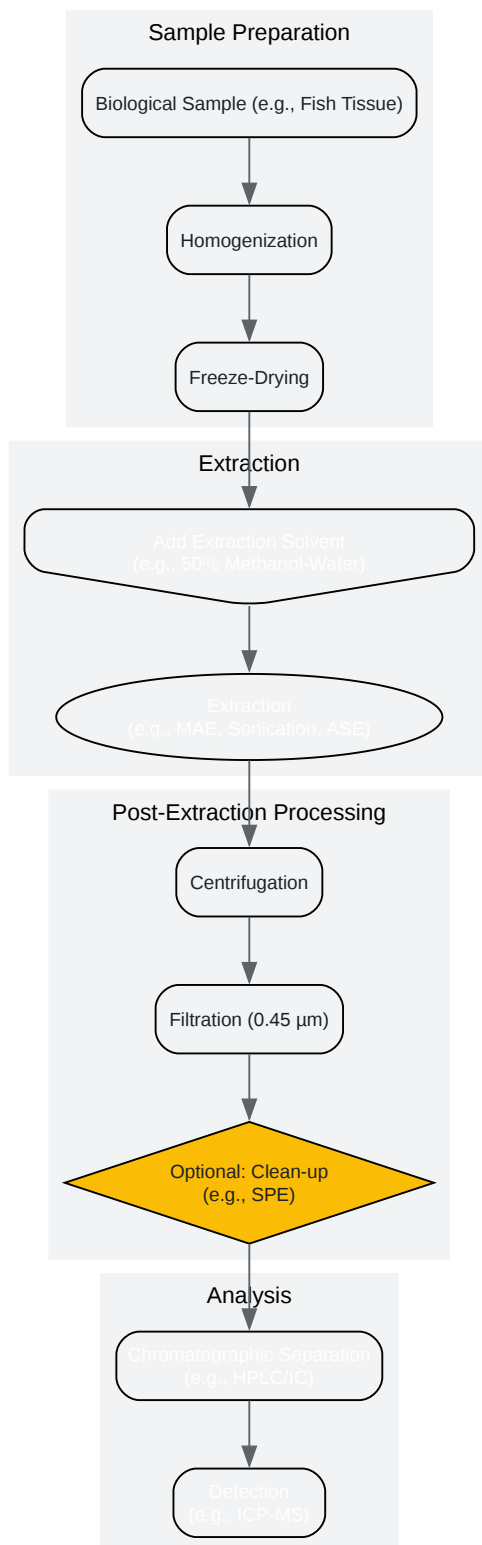 Sample Preparation
Biological Sample (e.g., Fish Tissue)
Homogenization
Freeze-Drying
Extraction
Add Extraction Solvent
(e.g., 50% Methanol-Water)
Extraction
(e.g., MAE, Sonication, ASE)
Post-Extraction Processing
Centrifugation
Filtration (0.45 µm)
Optional: Clean-up
(e.g., SPE)
Analysis
Chromatographic Separation
(e.g., HPLC/IC)
Detection
(e.g., ICP-MS)